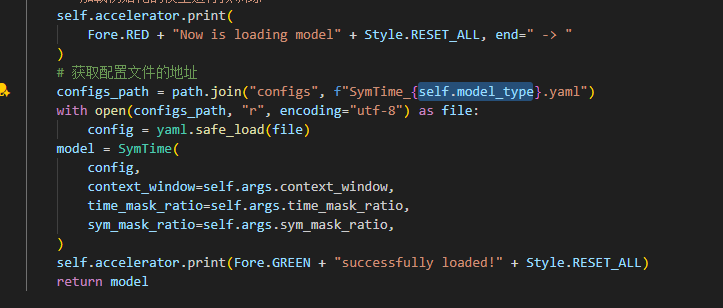 self.accelerator.print(
Fore.RED + "Now is loading model" + Style.RESET_ALL, end=" -> "
)
# 获取配置文件的地址
configs_path = path.join("configs", f"SymTime_{self.model_type}.yaml")
with open(configs_path, "r", encoding="utf-8") as file:
config = yaml.safe_load(file)
model = SymTime(
config,
context_window=self.args.context_window,
time_mask_ratio=self.args.time_mask_ratio,
sym_mask_ratio=self.args.sym_mask_ratio,
)
self.accelerator.print(Fore.GREEN + "successfully loaded!" + Style.RESET_ALL)
return model